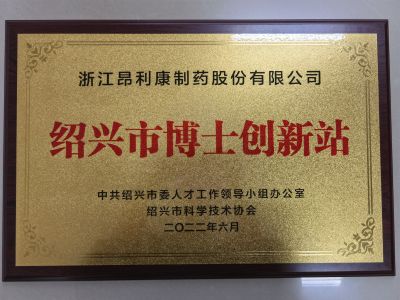 浙江昂利康制药股份有限公司
绍兴市博士创新站
中共绍兴市委人才工作领导小组办公室
绍兴市科学技术协会
二〇二二年六月